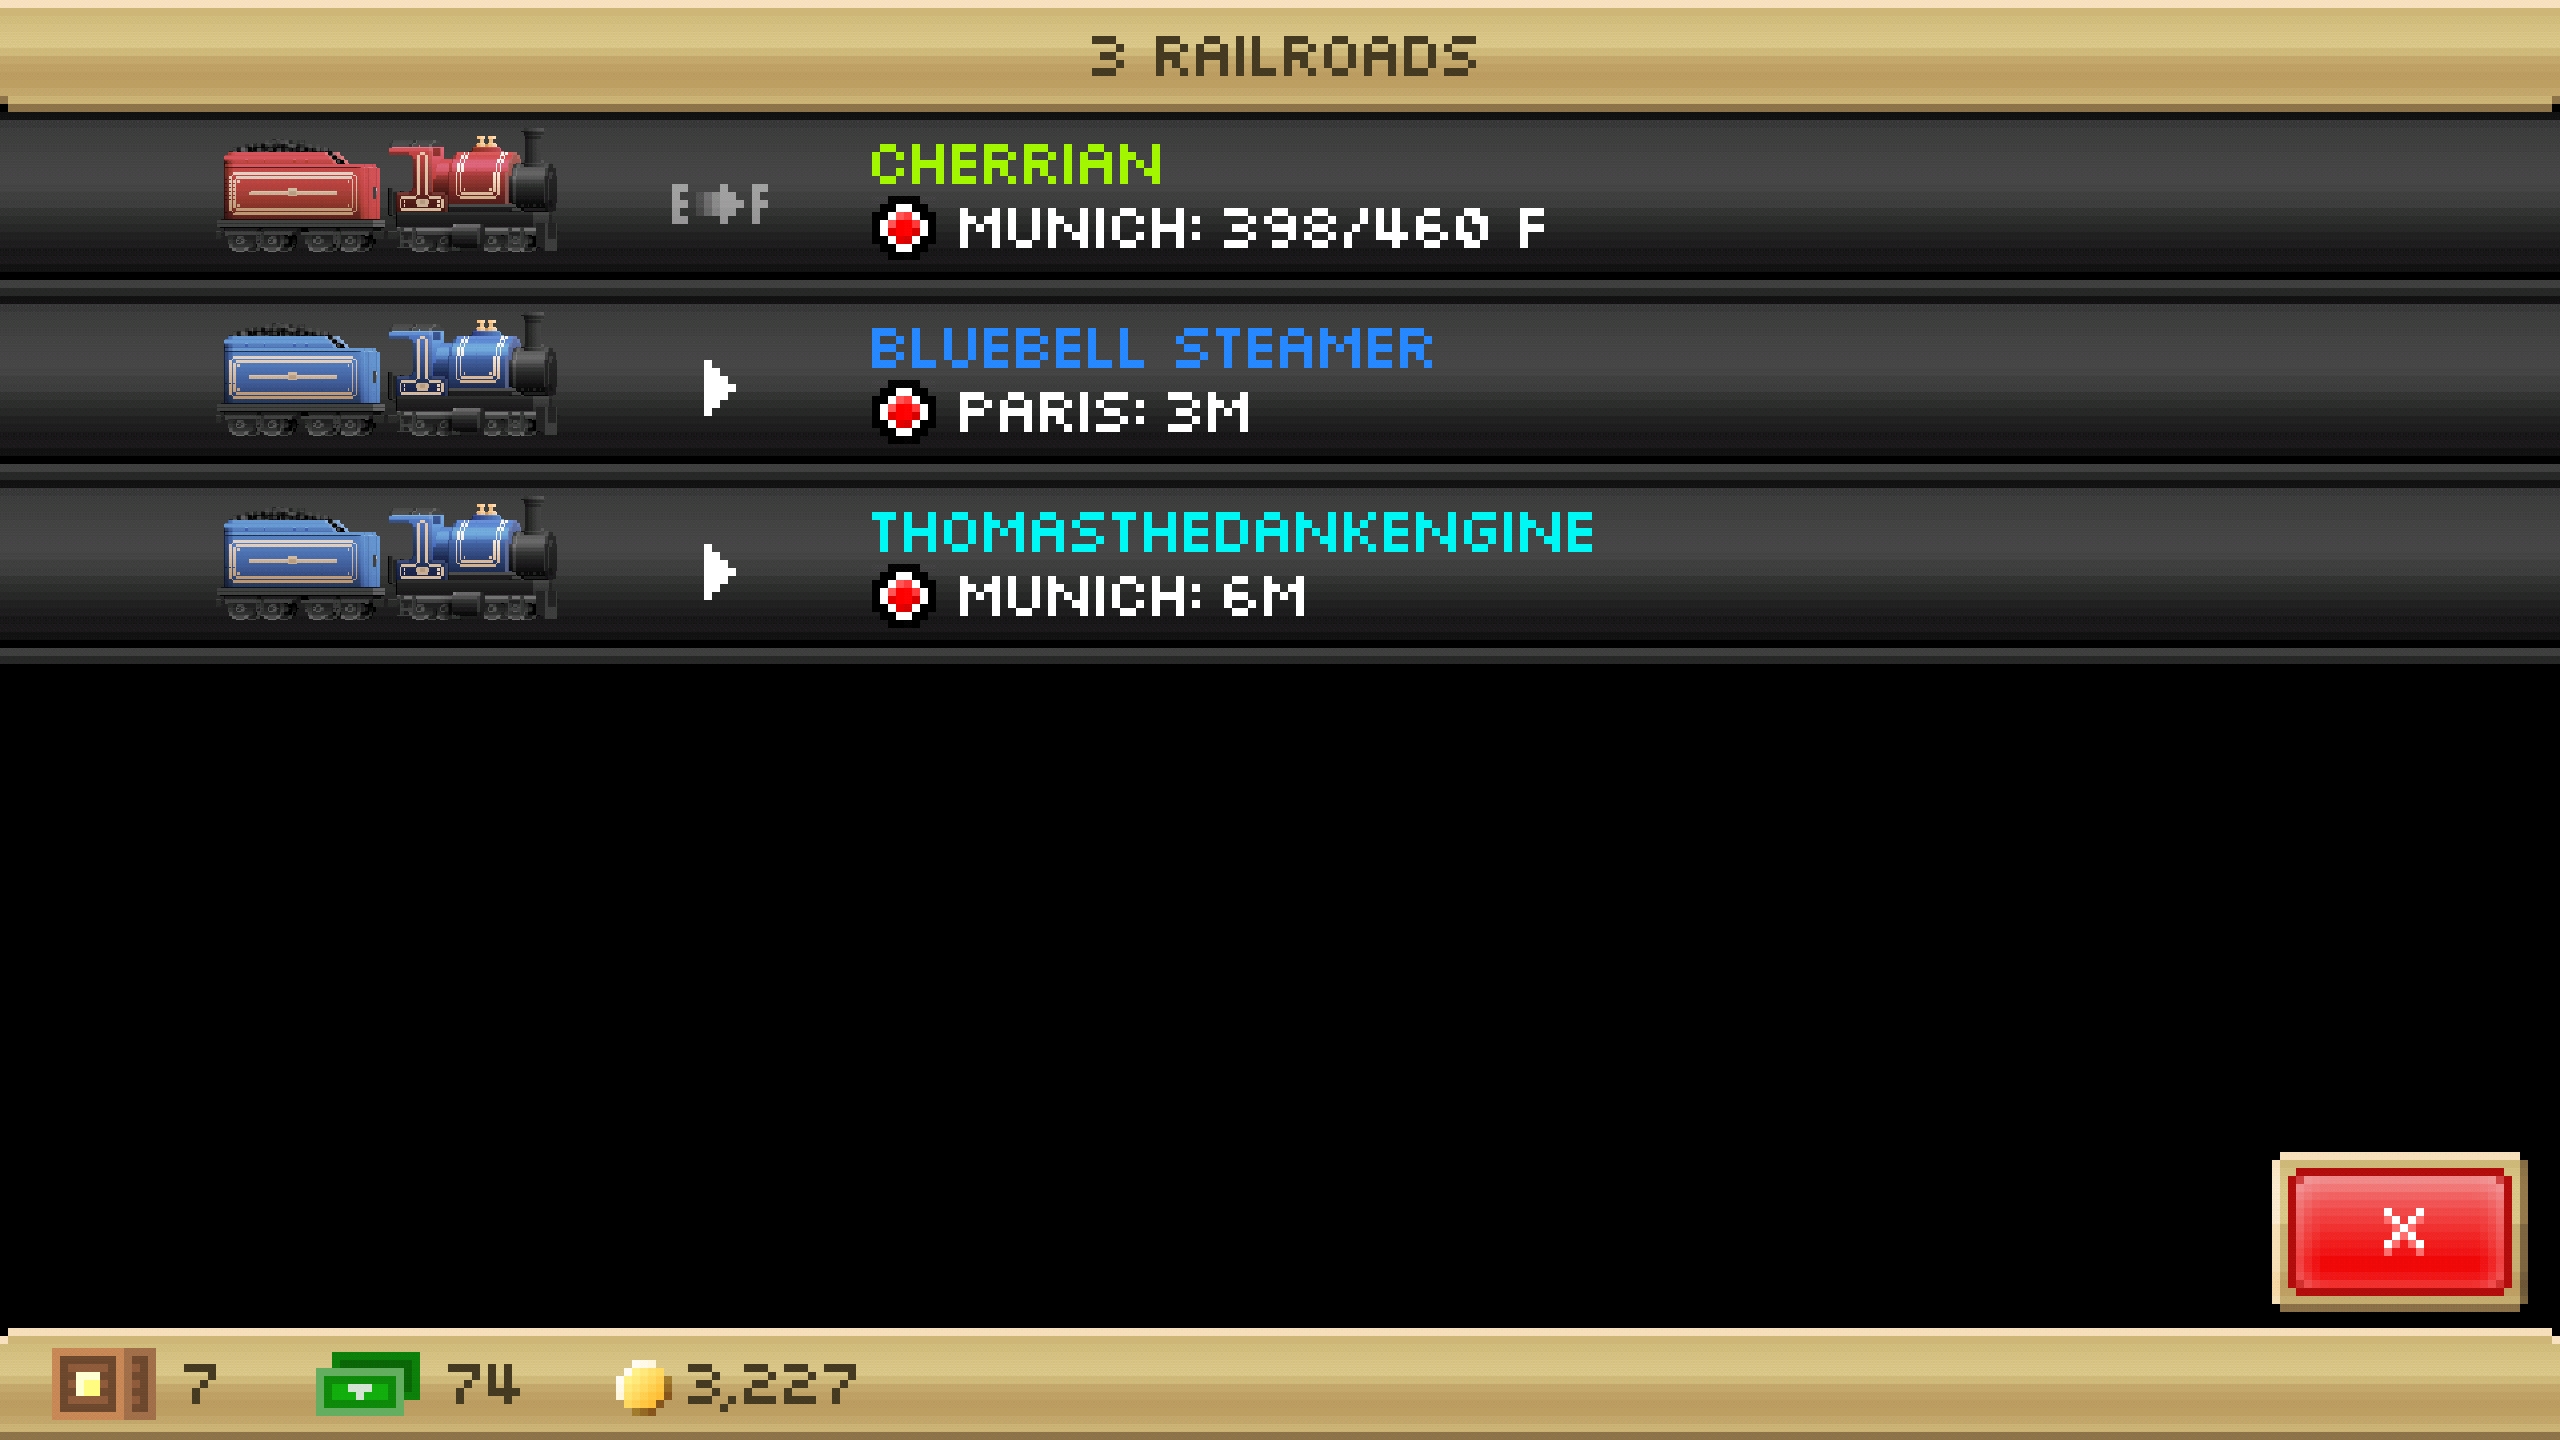 3 RAILROADS
CHERRIAN
E F
MUNICH: 398/460 F
BLUEBELL STEAMER
PARIS: 3M
THOMASTHEDANKENGINE
MUNICH: 6M
X
7 74 3,227